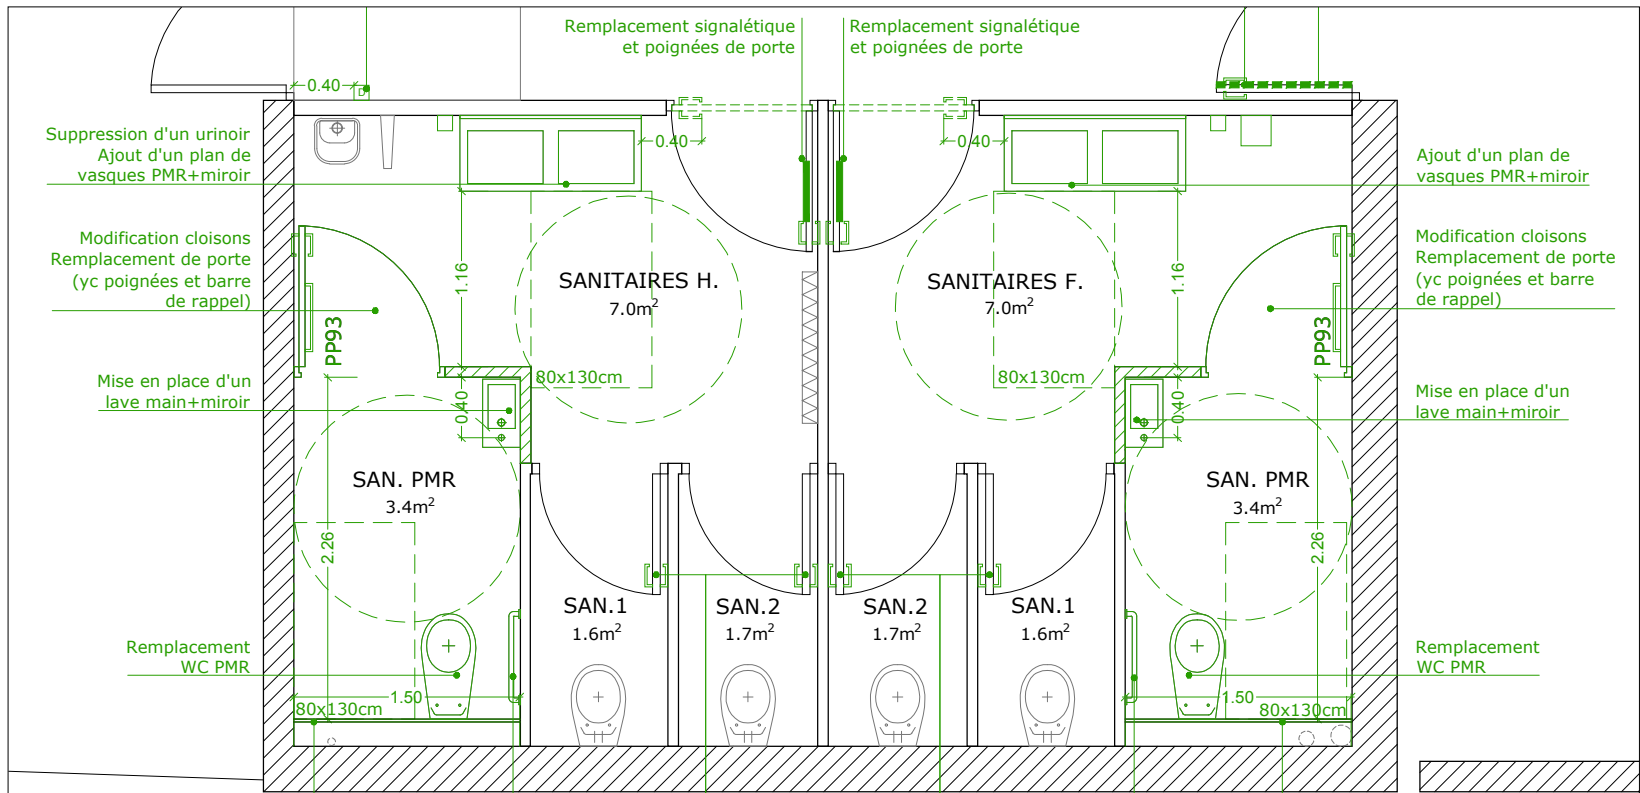 Remplacement signalétique
et poignées de porte
Remplacement signalétique
et poignées de porte
0.40
Suppression d'un urinoir
Ajout d'un plan de
vasques PMR+miroir
0.40
0.40
Ajout d'un plan de
vasques PMR+miroir
Modification cloisons
Remplacement de porte
(yc poignées et barre
de rappel)
1.16
SANITAIRES H.
7.0m²
SANITAIRES F.
7.0m²
1.16
Modification cloisons
Remplacement de porte
(yc poignées et barre
de rappel)
PP93
PP93
80x130cm
80x130cm
Mise en place d'un
lave main+miroir
0.40
0.40
Mise en place d'un
lave main+miroir
SAN. PMR
3.4m²
SAN. PMR
3.4m²
2.26
2.26
SAN.1
1.6m²
SAN.2
1.7m²
SAN.2
1.7m²
SAN.1
1.6m²
Remplacement
WC PMR
Remplacement
WC PMR
1.50
1.50
80x130cm
80x130cm